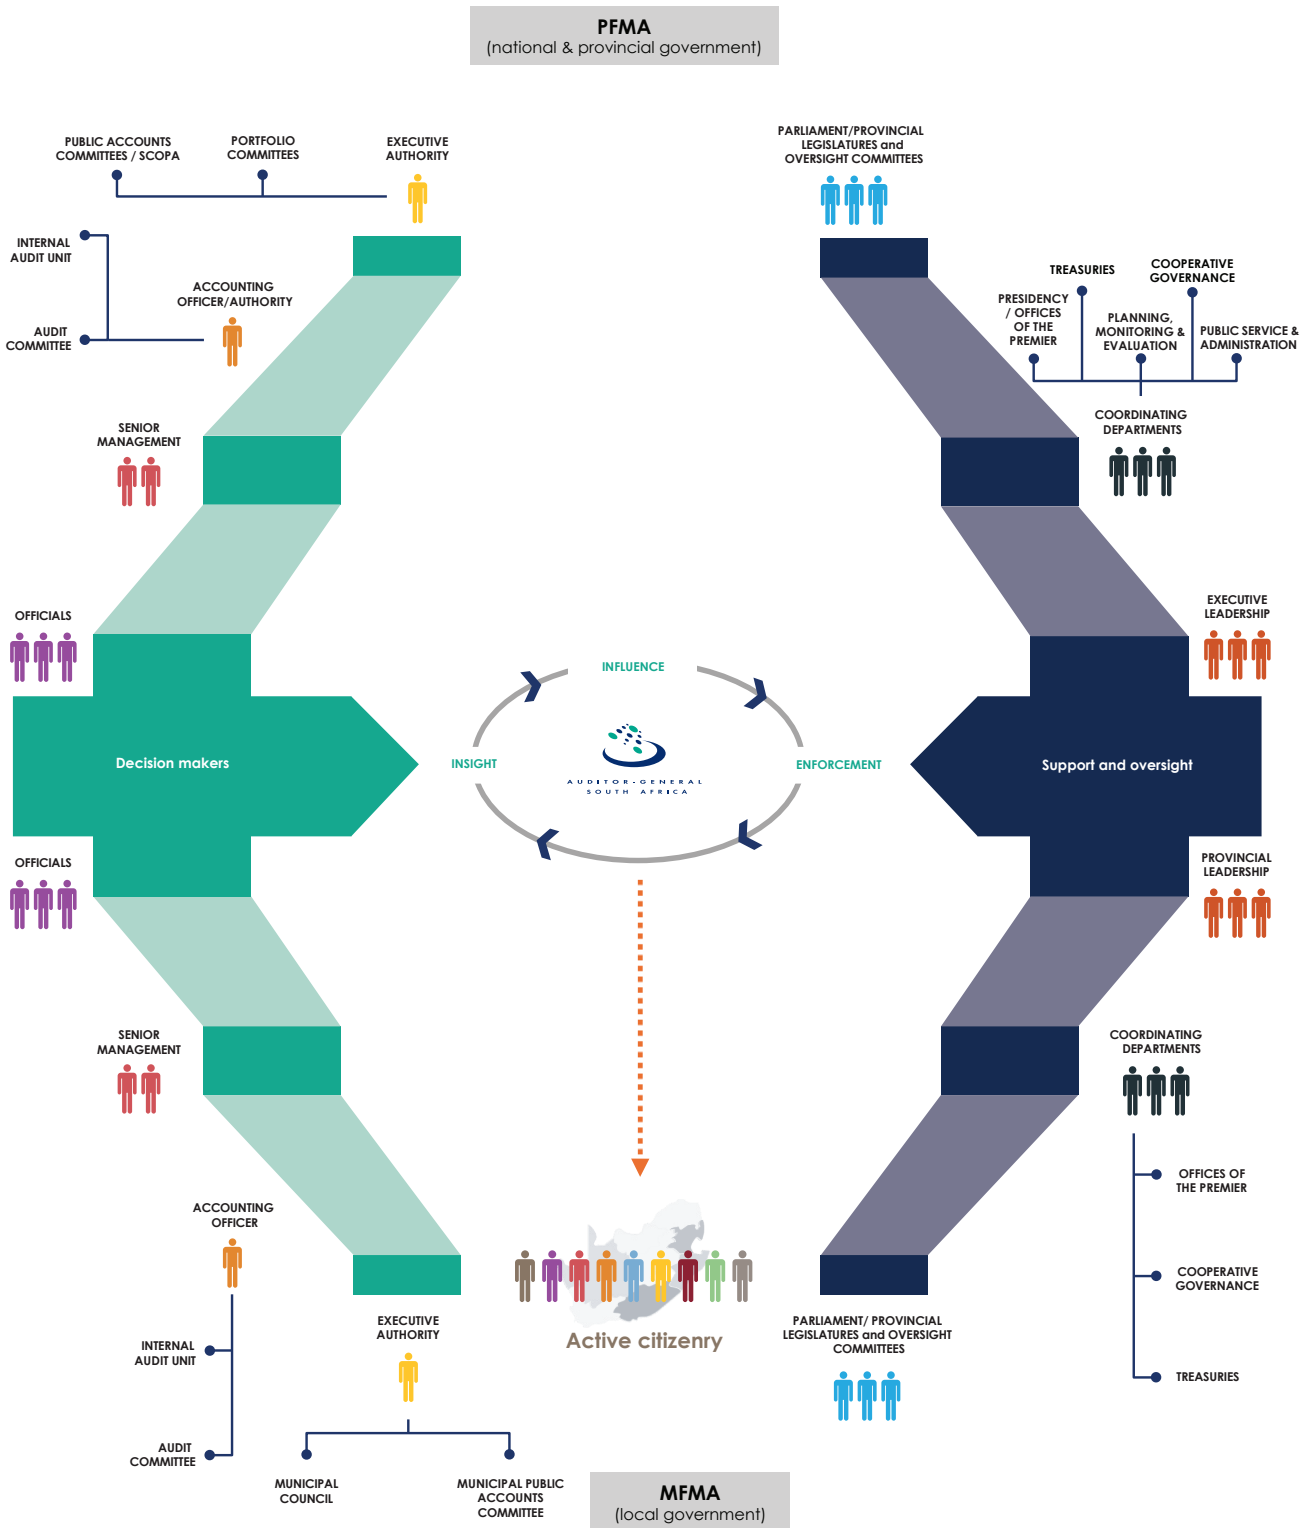 PFMA
(national & provincial government)
PUBLIC ACCOUNTS
COMMITTEES / SCOPA
PORTFOLIO
COMMITTEES
EXECUTIVE
AUTHORITY
INTERNAL
AUDIT UNIT
ACCOUNTING
OFFICER/AUTHORITY
AUDIT
COMMITTEE
SENIOR
MANAGEMENT
OFFICIALS
Decision makers
OFFICIALS
SENIOR
MANAGEMENT
ACCOUNTING
OFFICER
INTERNAL
AUDIT UNIT
AUDIT
COMMITTEE
EXECUTIVE
AUTHORITY
MUNICIPAL
COUNCIL
MUNICIPAL PUBLIC
ACCOUNTS
COMMITTEE
INFLUENCE
INSIGHT
ENFORCEMENT
AUDITOR-GENERAL
SOUTH AFRICA
Active citizenry
PARLIAMENT/PROVINCIAL
LEGISLATURES and
OVERSIGHT COMMITTEES
TREASURIES
COOPERATIVE
GOVERNANCE
PRESIDENCY
/ OFFICES
OF THE
PREMIER
PLANNING,
MONITORING &
EVALUATION
PUBLIC SERVICE &
ADMINISTRATION
COORDINATING
DEPARTMENTS
EXECUTIVE
LEADERSHIP
Support and oversight
PROVINCIAL
LEADERSHIP
COORDINATING
DEPARTMENTS
OFFICES OF
THE PREMIER
COOPERATIVE
GOVERNANCE
TREASURIES
PARLIAMENT/ PROVINCIAL
LEGISLATURES and OVERSIGHT
COMMITTEES
MFMA
(local government)